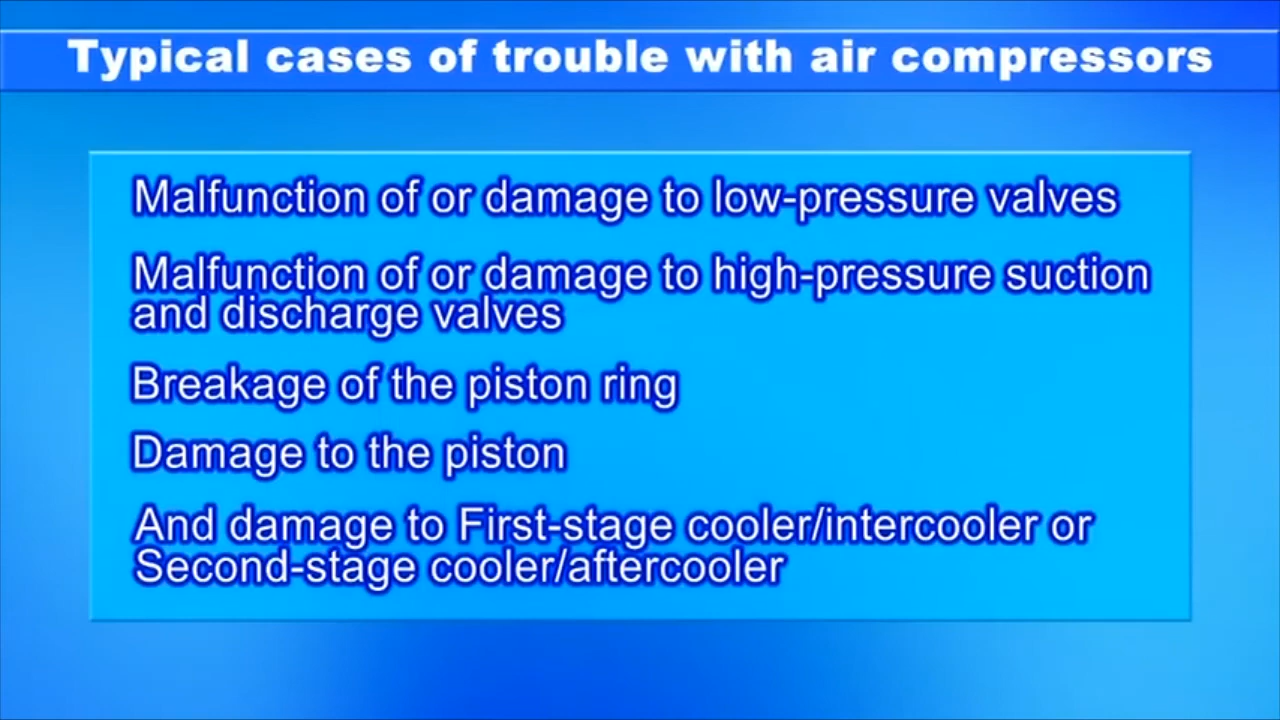 Typical cases of trouble with air compressors
Malfunction of or damage to low-pressure valves
Malfunction of or damage to high-pressure suction
and discharge valves
Breakage of the piston ring
Damage to the piston
And damage to First-stage cooler/intercooler or
Second-stage cooler/aftercooler